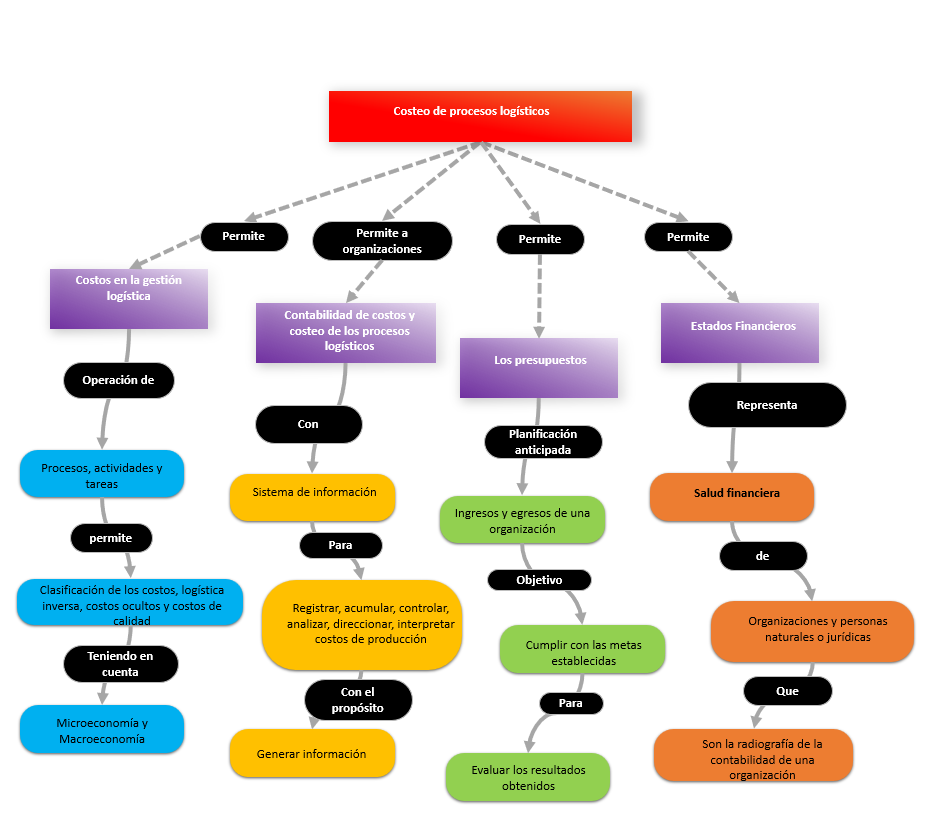 Costeo de procesos logísticos
Permite
Permite a
organizaciones
Permite
Permite
Costos en la gestión
logística
Contabilidad de costos y
costeo de los procesos
logísticos
Los presupuestos
Estados Financieros
Operación de
Con
Planificación
anticipada
Representa
Procesos, actividades y
tareas
Sistema de información
Ingresos y egresos de una
organización
Salud financiera
permite
Para
Objetivo
de
Clasificación de los costos, logística
inversa, costos ocultos y costos de
calidad
Registrar, acumular, controlar,
analizar, direccionar, interpretar
costos de producción
Cumplir con las metas
establecidas
Organizaciones y personas
naturales o jurídicas
Teniendo en
cuenta
Con el
propósito
Para
Que
Microeconomía y
Macroeconomía
Generar información
Evaluar los resultados
obtenidos
Son la radiografía de la
contabilidad de una
organización